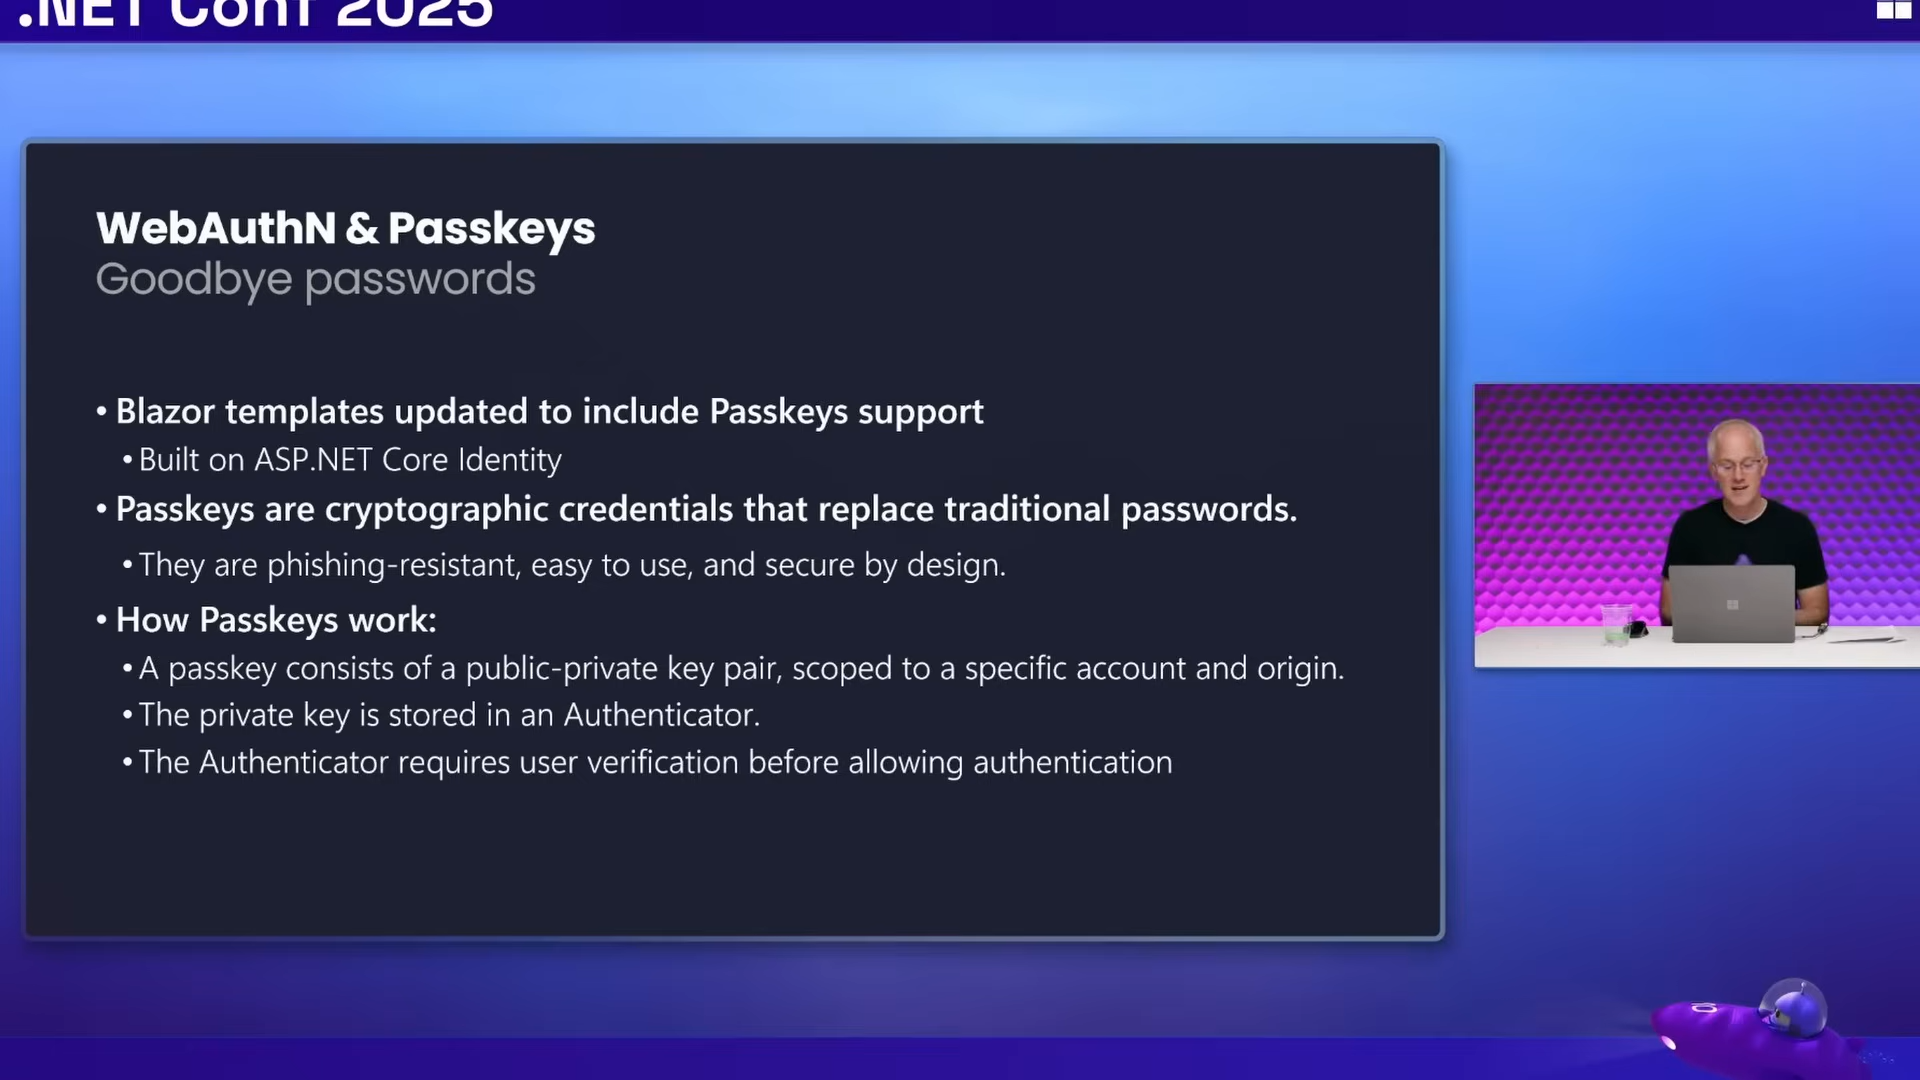 .NET Conf 2025
WebAuthN & Passkeys
Goodbye passwords
• Blazor templates updated to include Passkeys support
• Built on ASP.NET Core Identity
• Passkeys are cryptographic credentials that replace traditional passwords.
• They are phishing-resistant, easy to use, and secure by design.
• How Passkeys work:
• A passkey consists of a public-private key pair, scoped to a specific account and origin.
• The private key is stored in an Authenticator.
• The Authenticator requires user verification before allowing authentication
10